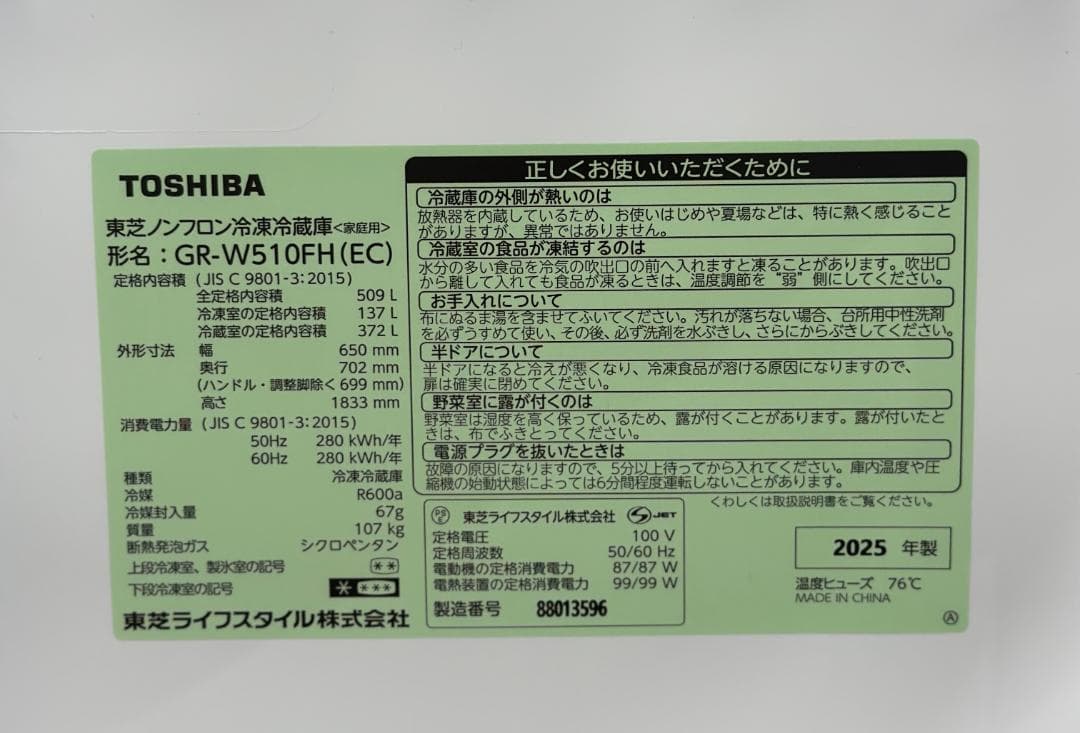 TOSHIBA
東芝ノンフロン冷凍冷蔵庫<家庭用>
形名：GR-W510FH(EC)
定格内容積 (JIS C 9801-3：2015)
全定格内容積 509 L
冷凍室の定格内容積 137 L
冷蔵室の定格内容積 372 L
外形寸法 幅 650 mm
奥行 702 mm
(ハンドル・調整脚除く 699 mm)
高さ 1833 mm
消費電力量 (JIS C 9801-3：2015)
50Hz 280 kWh/年
60Hz 280 kWh/年
種類 冷凍冷蔵庫
冷媒 R600a
冷媒封入量 67g
質量 107 kg
断熱発泡ガス シクロペンタン
上段冷凍室、製氷室の記号 **
下段冷凍室の記号 * ***
東芝ライフスタイル株式会社
正しくお使いいただくために
冷蔵庫の外側が熱いのは
放熱器を内蔵しているため、お使いはじめや夏場などは、特に熱く感じること
がありますが、異常ではありません。
冷蔵室の食品が凍結するのは
水分の多い食品を冷気の吹出口の前へ入れますと凍ることがあります。吹出口
から離して入れても食品が凍るときは、温度調節を“弱”側にしてください。
お手入れについて
布にぬるま湯を含ませてふいてください。汚れが落ちない場合、台所用中性洗剤
を必ずうすめて使い、その後、必ず洗剤を水ぶきし、さらにからぶきしてください。
半ドアについて
半ドアになると冷えが悪くなり、冷凍食品が溶ける原因になりますので、
扉は確実に閉めてください。
野菜室に露が付くのは
野菜室は湿度を高く保っているため、露が付くことがあります。露が付いたと
きは、布でふきとってください。
電源プラグを抜いたときは
故障の原因になりますので、5分以上待ってから入れてください。庫内温度や圧
縮機の始動状態によっては6分間程度運転しないことがあります。
くわしくは取扱説明書をご覧ください。
PS E 東芝ライフスタイル株式会社 S JET
定格電圧 100 V
定格周波数 50/60 Hz
電動機の定格消費電力 87/87 W
電熱装置の定格消費電力 99/99 W
製造番号 88013596
2025 年製
温度ヒューズ 76℃
MADE IN CHINA
Ⓐ